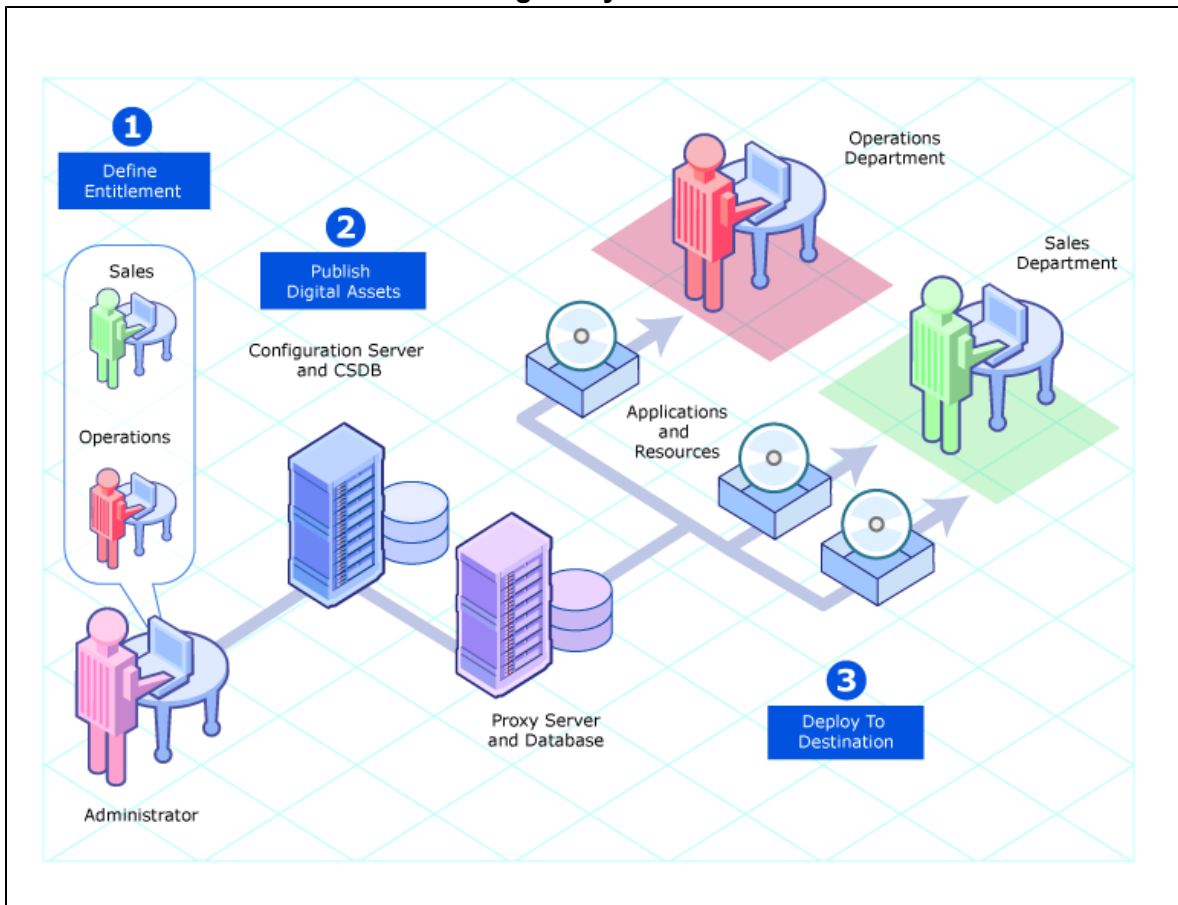 1
Define
Entitlement
Sales
Operations
Administrator
2
Publish
Digital Assets
Configuration Server
and CSDB
Proxy Server
and Database
Applications
and
Resources
Operations
Department
Sales
Department
3
Deploy To
Destination